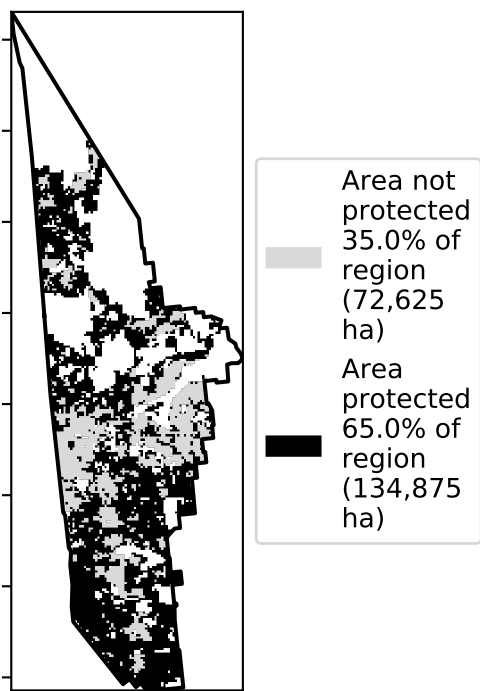 Area not
protected
35.0% of
region
(72,625
ha)
Area
protected
65.0% of
region
(134,875
ha)